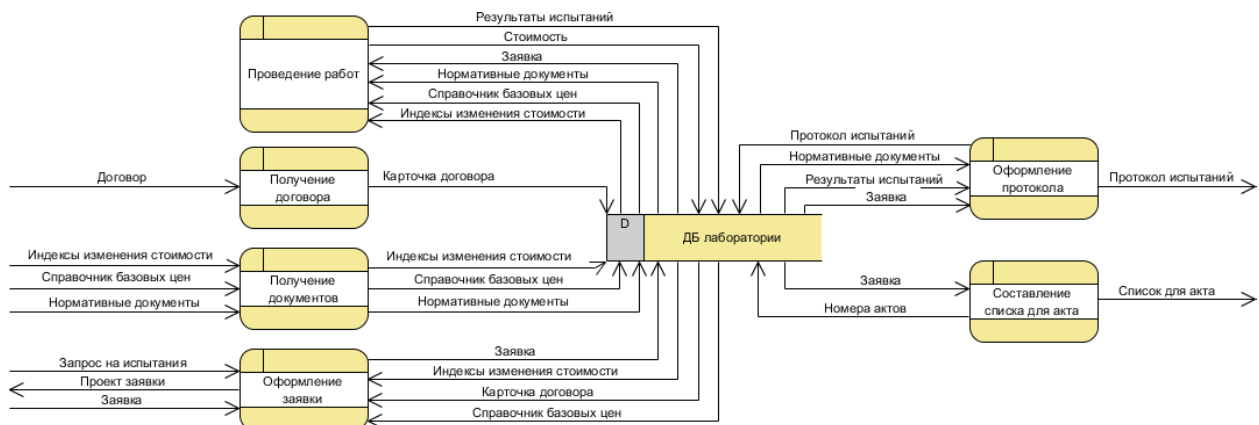 Результаты испытаний
Стоимость
Заявка
Нормативные документы
Справочник базовых цен
Индексы изменения стоимости
Проведение работ
Договор
Получение
договора
Карточка договора
Индексы изменения стоимости
Справочник базовых цен
Нормативные документы
Получение
документов
Индексы изменения стоимости
Справочник базовых цен
Нормативные документы
Запрос на испытания
Проект заявки
Заявка
Оформление
заявки
Заявка
Индексы изменения стоимости
Карточка договора
Справочник базовых цен
D
ДБ лаборатории
Протокол испытаний
Нормативные документы
Результаты испытаний
Заявка
Оформление
протокола
Протокол испытаний
Заявка
Номера актов
Составление
списка для акта
Список для акта